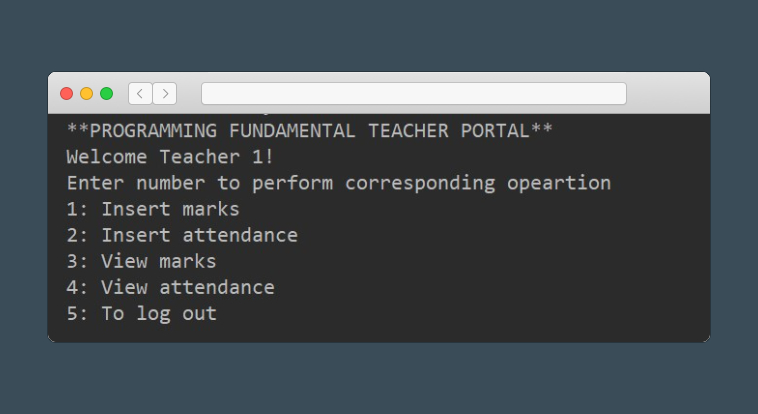 **PROGRAMMING FUNDAMENTAL TEACHER PORTAL**
Welcome Teacher 1!
Enter number to perform corresponding opeartion
1: Insert marks
2: Insert attendance
3: View marks
4: View attendance
5: To log out